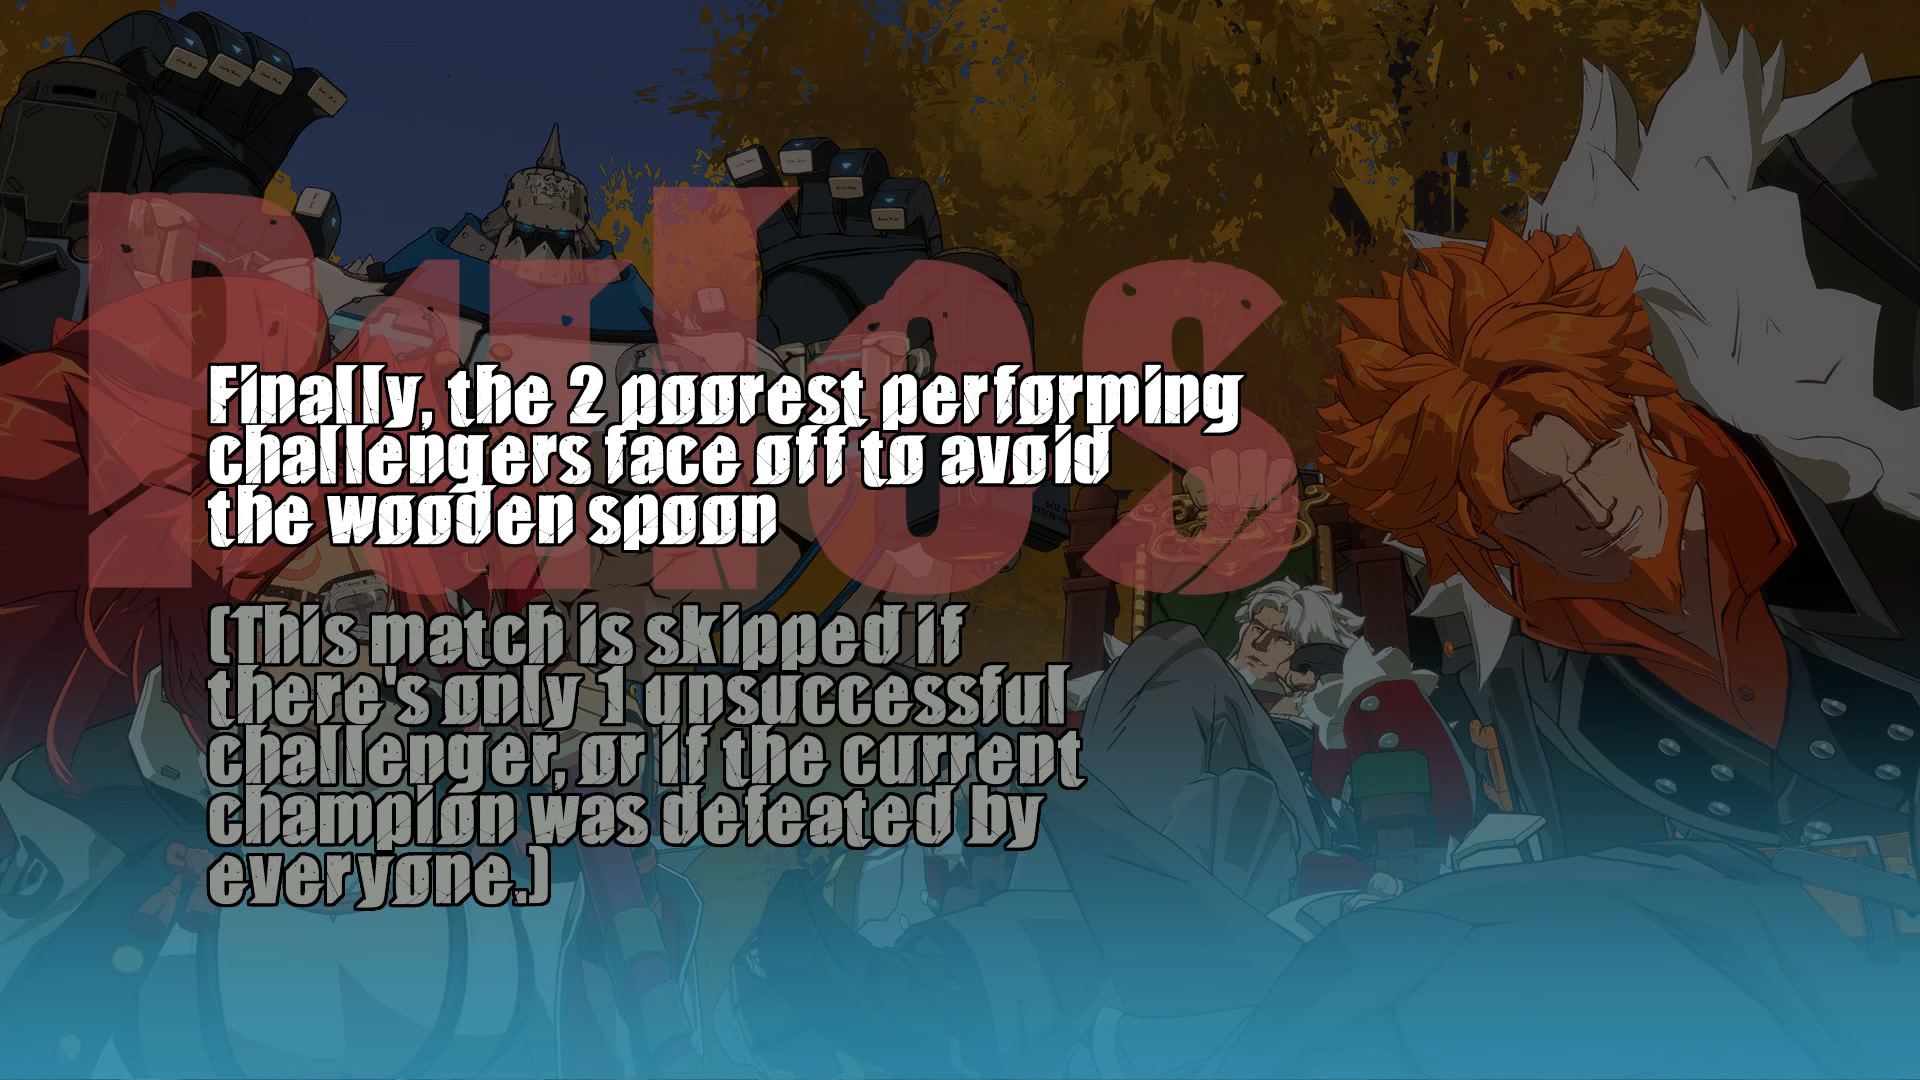 Rules
Finally, the 2 poorest performing
challengers face off to avoid
the wooden spoon
(This match is skipped if
there's only 1 unsuccessful
challenger, or if the current
champion was defeated by
everyone.)